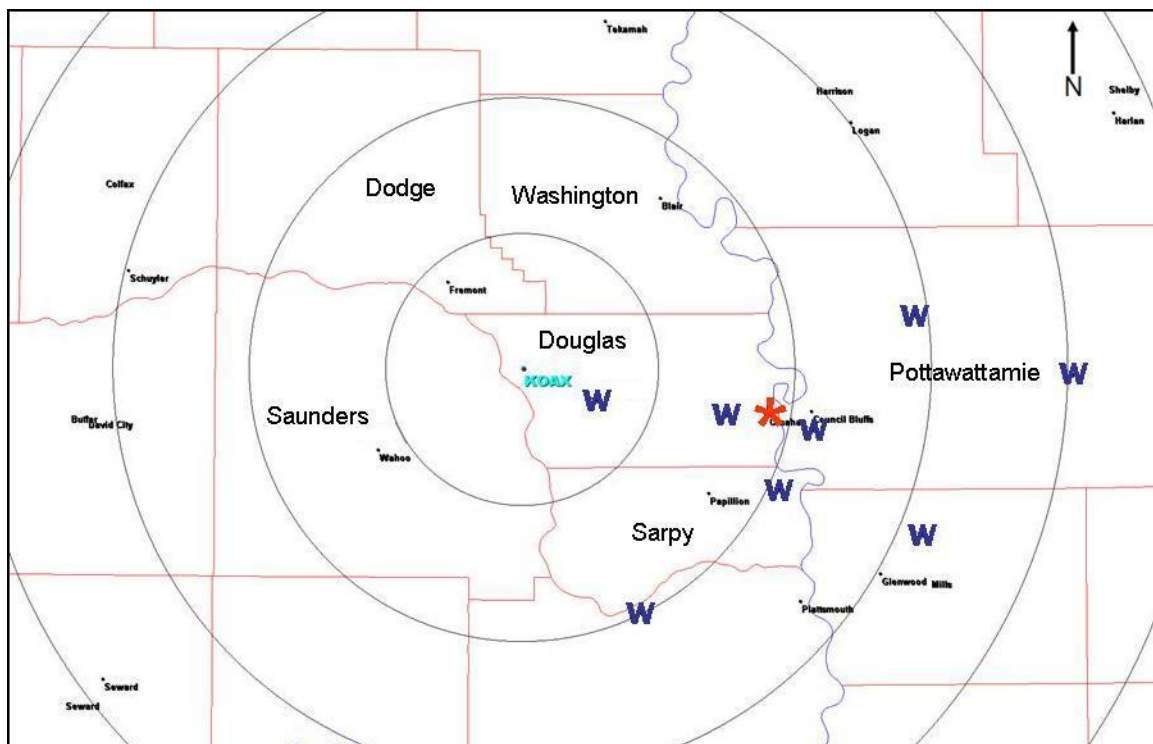 Tekamah
N
Harrison
Shelby
Logan
Harlan
Colfax
Dodge
Washington
Blair
Schuyler
Fremont
W
Douglas
KOAX
Pottawattamie
W
W
Saunders
W
*
Omaha
Council Bluffs
W
Butler
David City
Wahoo
W
Papillion
Sarpy
W
Glenwood
Mills
W
Plattsmouth
Seward
Seward